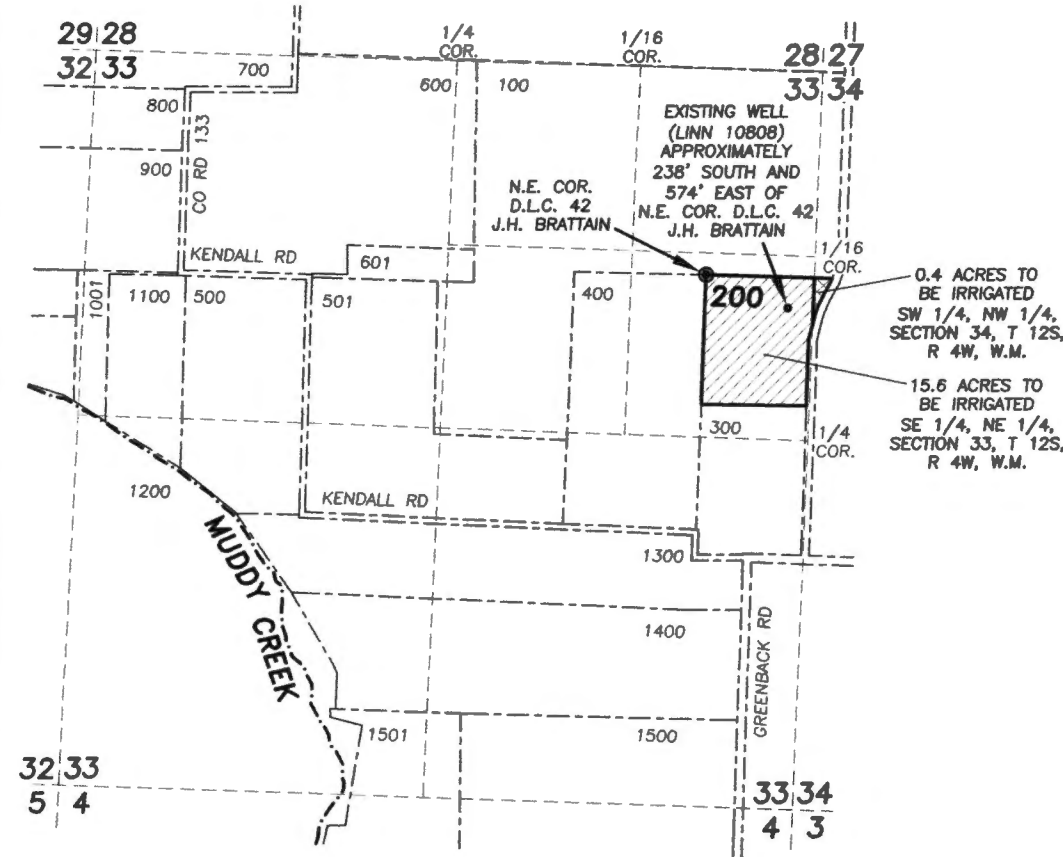 29 28
32 33
700
1/4
COR.
600
100
1/16
COR.
28 27
33 34
800
900
CO RD 133
EXISTING WELL
(LINN 10808)
APPROXIMATELY
238' SOUTH AND
574' EAST OF
N.E. COR. D.L.C. 42
J.H. BRATTAIN
N.E. COR.
D.L.C. 42
J.H. BRATTAIN
KENDALL RD
601
1/16
COR.
1001
1100
500
501
400
200
0.4 ACRES TO
BE IRRIGATED
SW 1/4, NW 1/4,
SECTION 34, T 12S,
R 4W, W.M.
15.6 ACRES TO
BE IRRIGATED
SE 1/4, NE 1/4,
SECTION 33, T 12S,
R 4W, W.M.
300
1/4
COR.
1200
KENDALL RD
MUDDY CREEK
1300
1400
GREENBACK RD
1501
1500
32 33
5 4
33 34
4 3